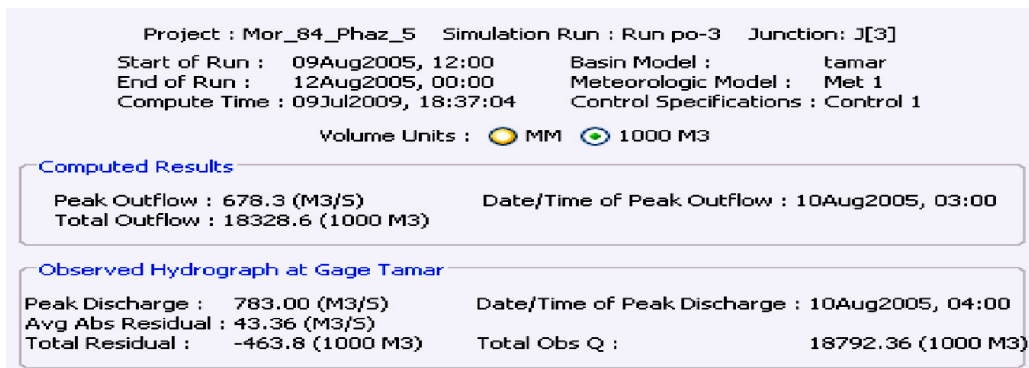 Project : Mor_84_Phaz_5 Simulation Run : Run po-3 Junction: J[3]
Start of Run : 09Aug2005, 12:00 Basin Model : tamar
End of Run : 12Aug2005, 00:00 Meteorologic Model : Met 1
Compute Time : 09Jul2009, 18:37:04 Control Specifications : Control 1
Volume Units : MM 1000 M3
Computed Results
Peak Outflow : 678.3 (M3/S) Date/Time of Peak Outflow : 10Aug2005, 03:00
Total Outflow : 18328.6 (1000 M3)
Observed Hydrograph at Gage Tamar
Peak Discharge : 783.00 (M3/S) Date/Time of Peak Discharge : 10Aug2005, 04:00
Avg Abs Residual : 43.36 (M3/S)
Total Residual : -463.8 (1000 M3) Total Obs Q : 18792.36 (1000 M3)